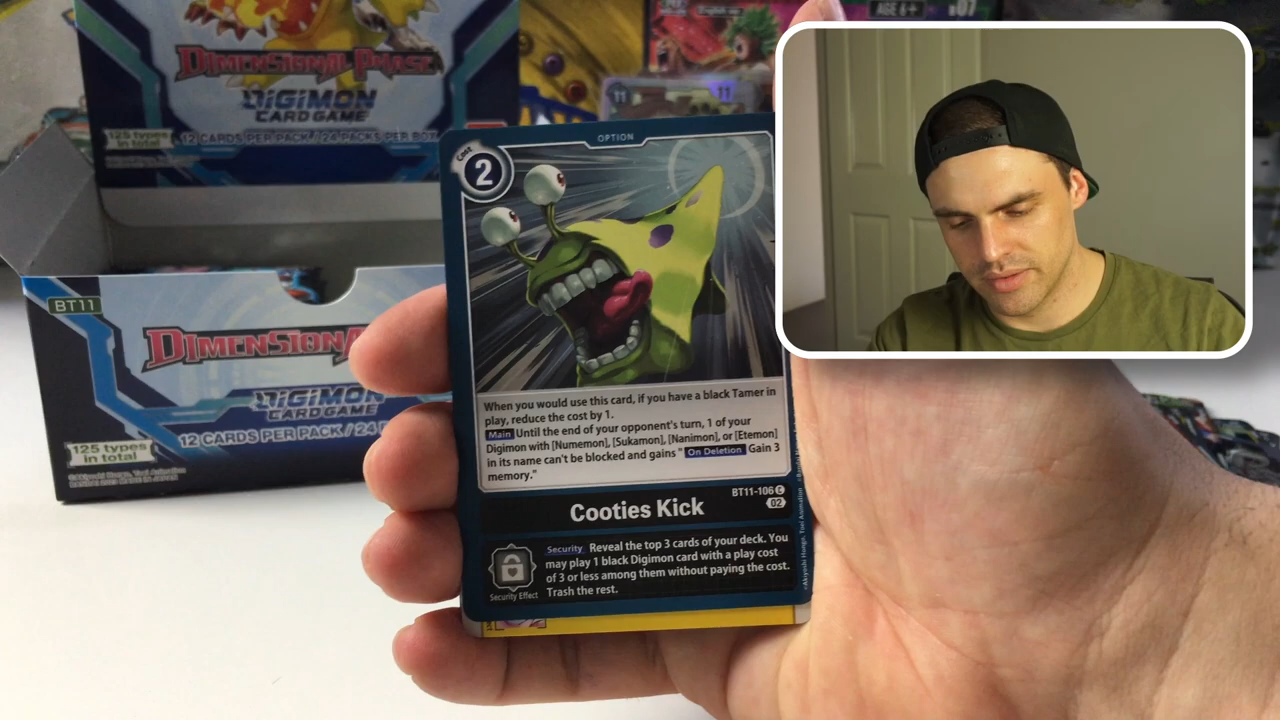 AGE 6+
DIMENSIONAL PHASE
DIGIMON
CARD GAME
125 types
in total
12 CARDS PER PACK / 24 PACKS PER BOX
11
11
BT11
DIMENSIONA
DIGIMON
CARD GAME
125 types
in total
12 CARDS PER PACK / 24
OPTION
Cost
2
When you would use this card, if you have a black Tamer in
play, reduce the cost by 1.
Main Until the end of your opponent's turn, 1 of your
Digimon with [Numemon], [Sukamon], [Nanimon], or [Etemon]
in its name can't be blocked and gains " On Deletion Gain 3
memory."
BT11-106 C
02
Cooties Kick
Security Reveal the top 3 cards of your deck. You
may play 1 black Digimon card with a play cost
of 3 or less among them without paying the cost.
Trash the rest.
Security Effect
©Akiyoshi Hongo, Toei Animation